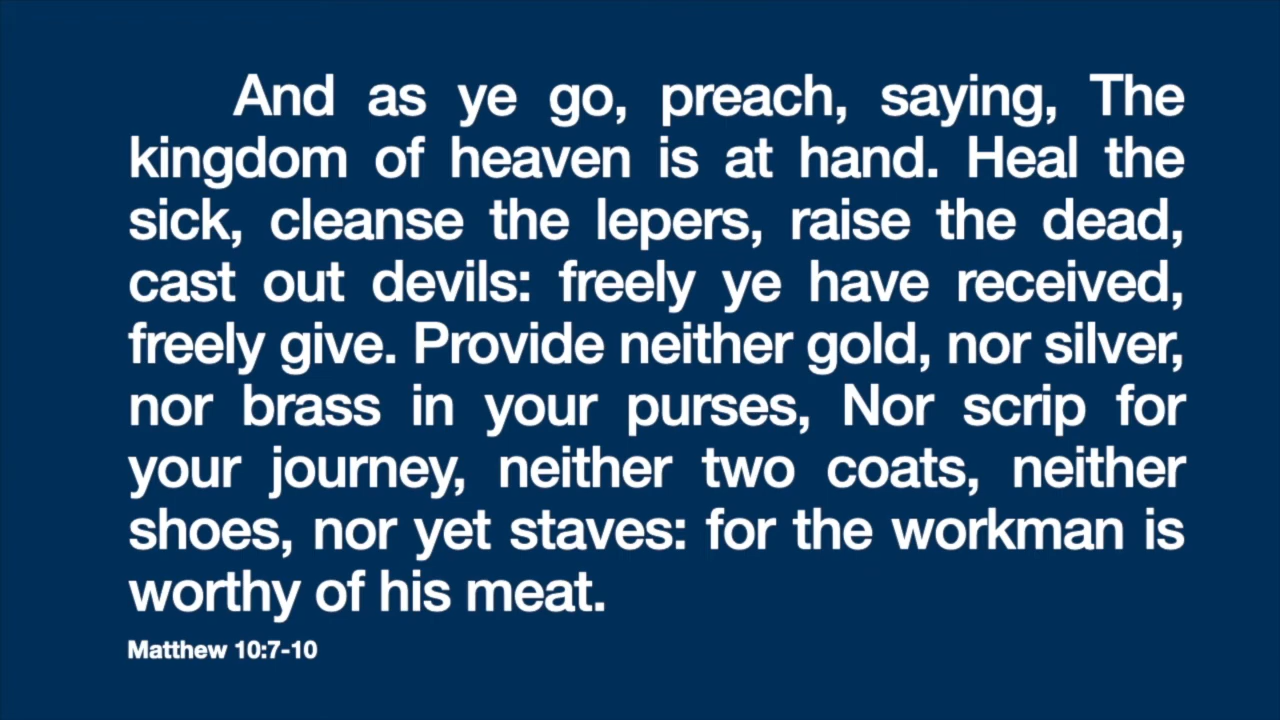 And as ye go, preach, saying, The
kingdom of heaven is at hand. Heal the
sick, cleanse the lepers, raise the dead,
cast out devils: freely ye have received,
freely give. Provide neither gold, nor silver,
nor brass in your purses, Nor scrip for
your journey, neither two coats, neither
shoes, nor yet staves: for the workman is
worthy of his meat.
Matthew 10:7-10